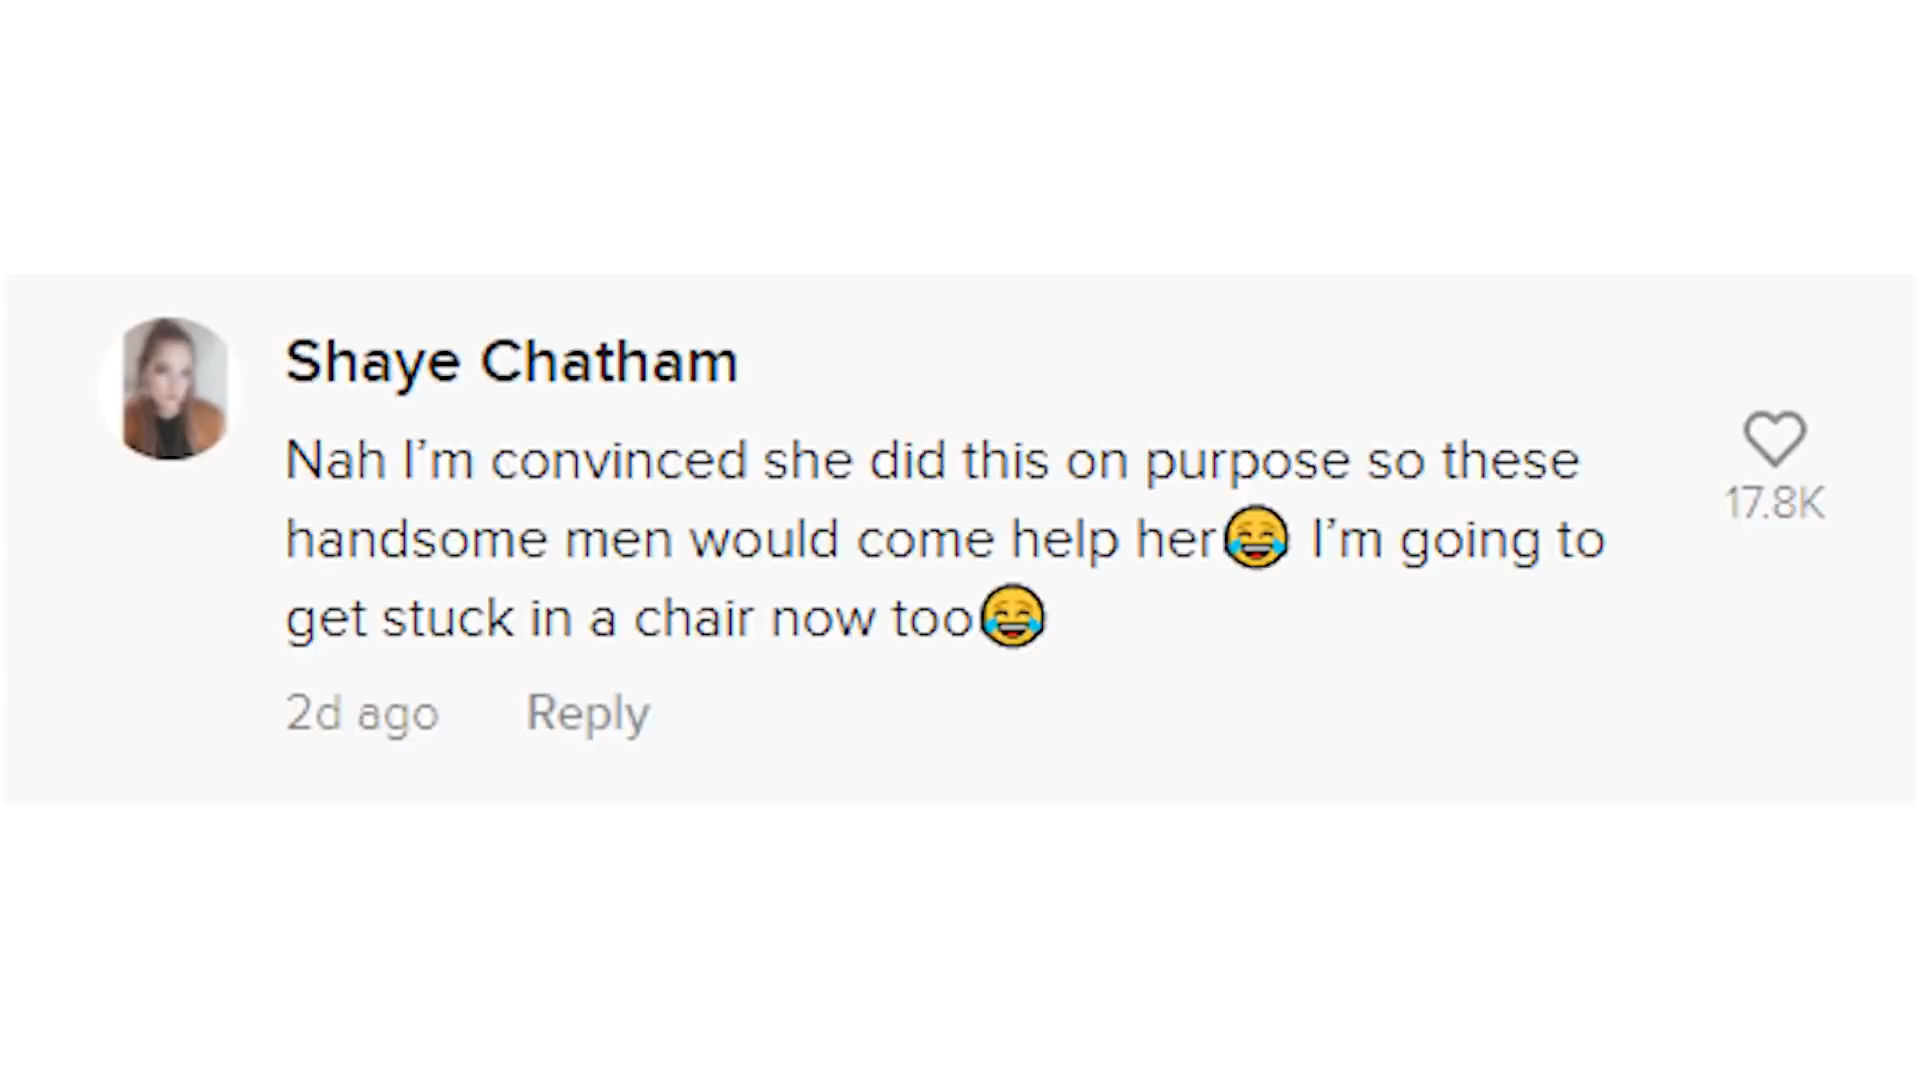 Shaye Chatham
Nah I’m convinced she did this on purpose so these
handsome men would come help her😂 I’m going to
get stuck in a chair now too😂
17.8K
2d ago Reply